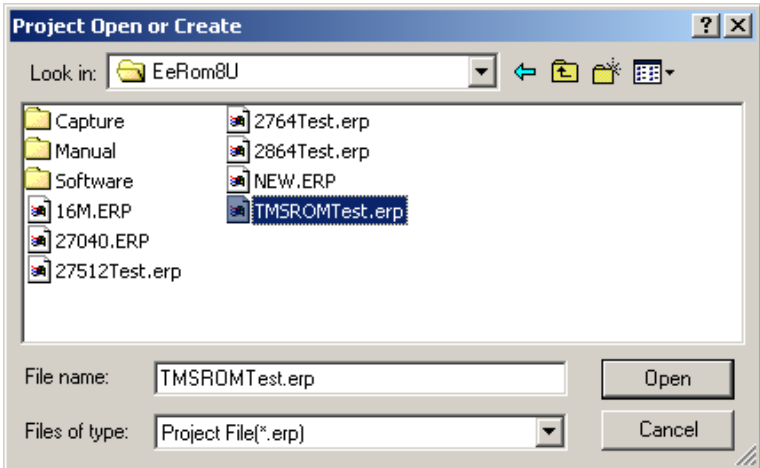 Project Open or Create
Look in: EeRom8U
Capture
Manual
Software
16M.ERP
27040.ERP
27512Test.erp
2764Test.erp
2864Test.erp
NEW.ERP
TMSROMTest.erp
File name: TMSROMTest.erp Open
Files of type: Project File(*.erp) Cancel